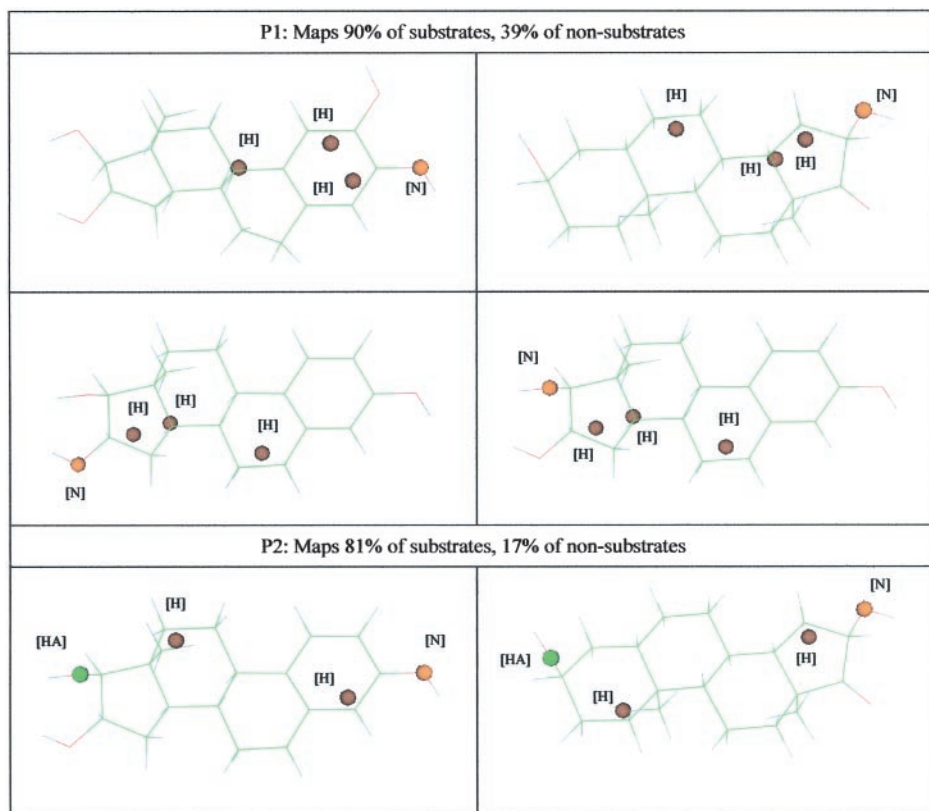 P1: Maps 90% of substrates, 39% of non-substrates
[H]
[H]
[H]
[N]
[H]
[N]
[H]
[H]
[H]
[H]
[H]
[N]
[N]
[H]
[H]
[H]
P2: Maps 81% of substrates, 17% of non-substrates
[H]
[HA]
[N]
[H]
[N]
[HA]
[H]
[H]